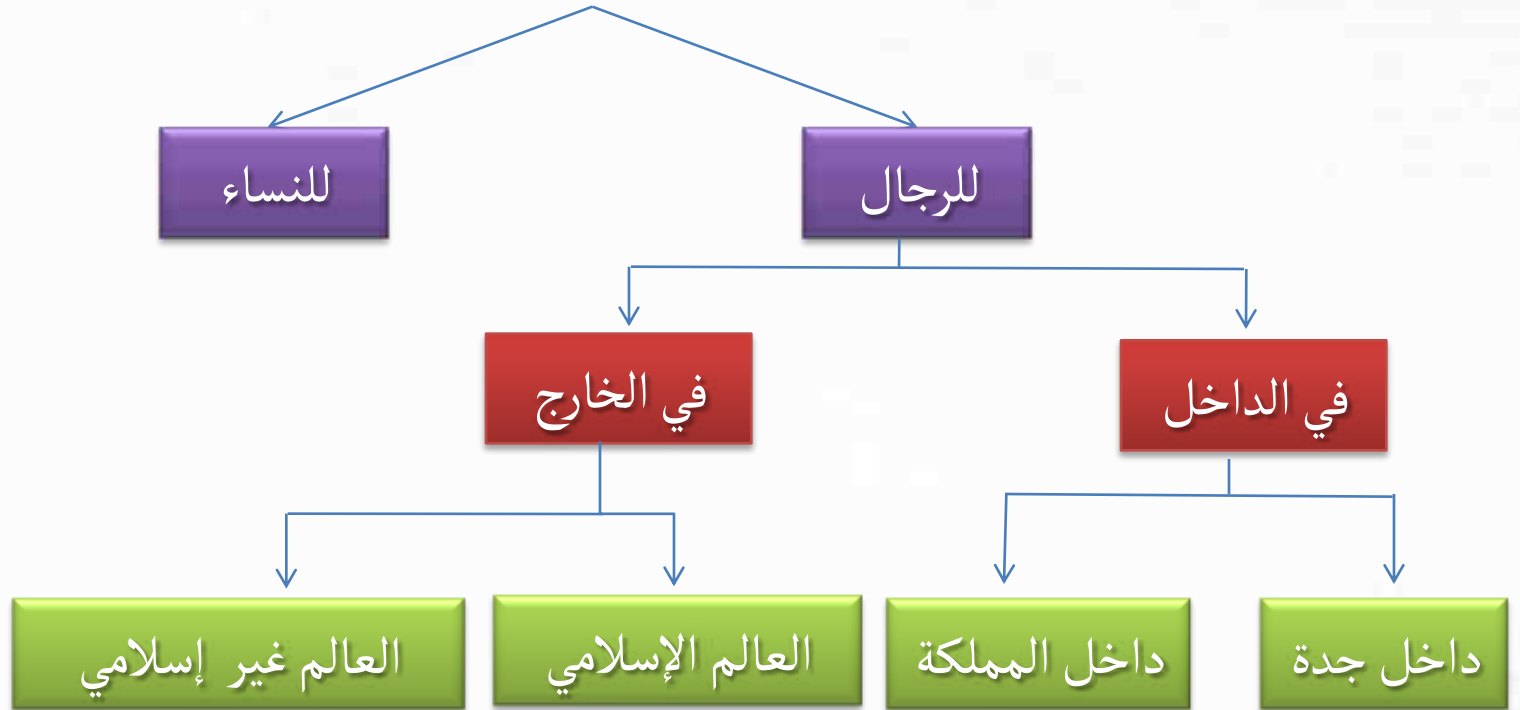 للرجال
للنساء
في الداخل
في الخارج
داخل جدة
داخل المملكة
العالم الإسلامي
العالم غير إسلامي